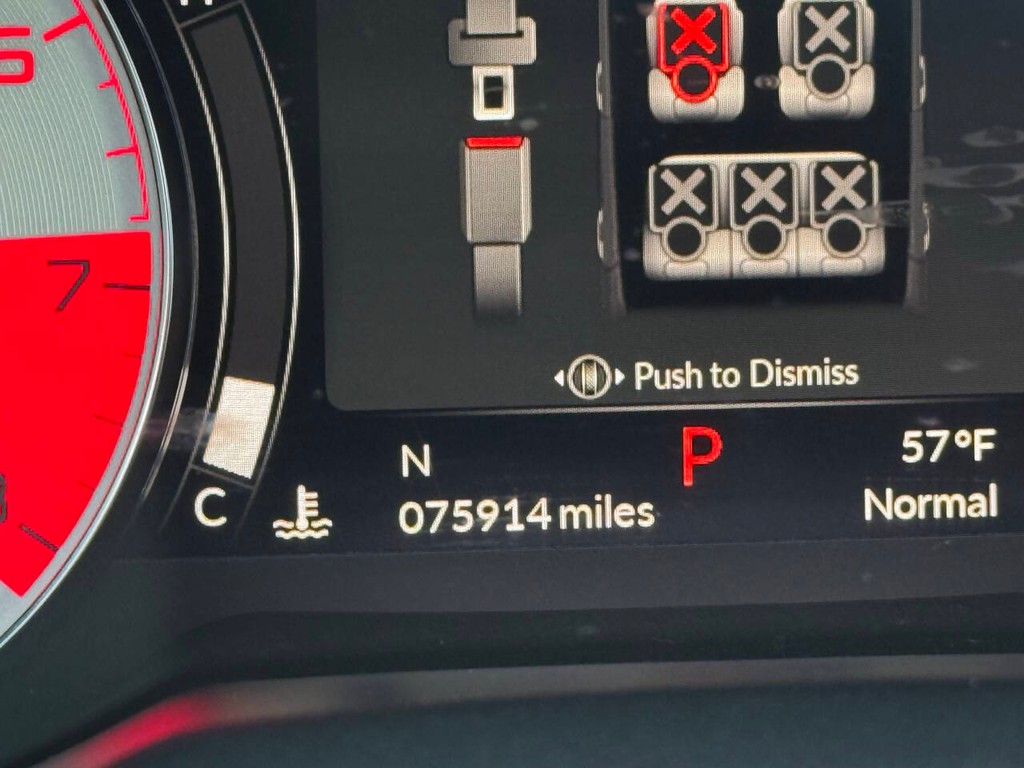 7
Push to Dismiss
N
P
57°F
C
075914 miles
Normal